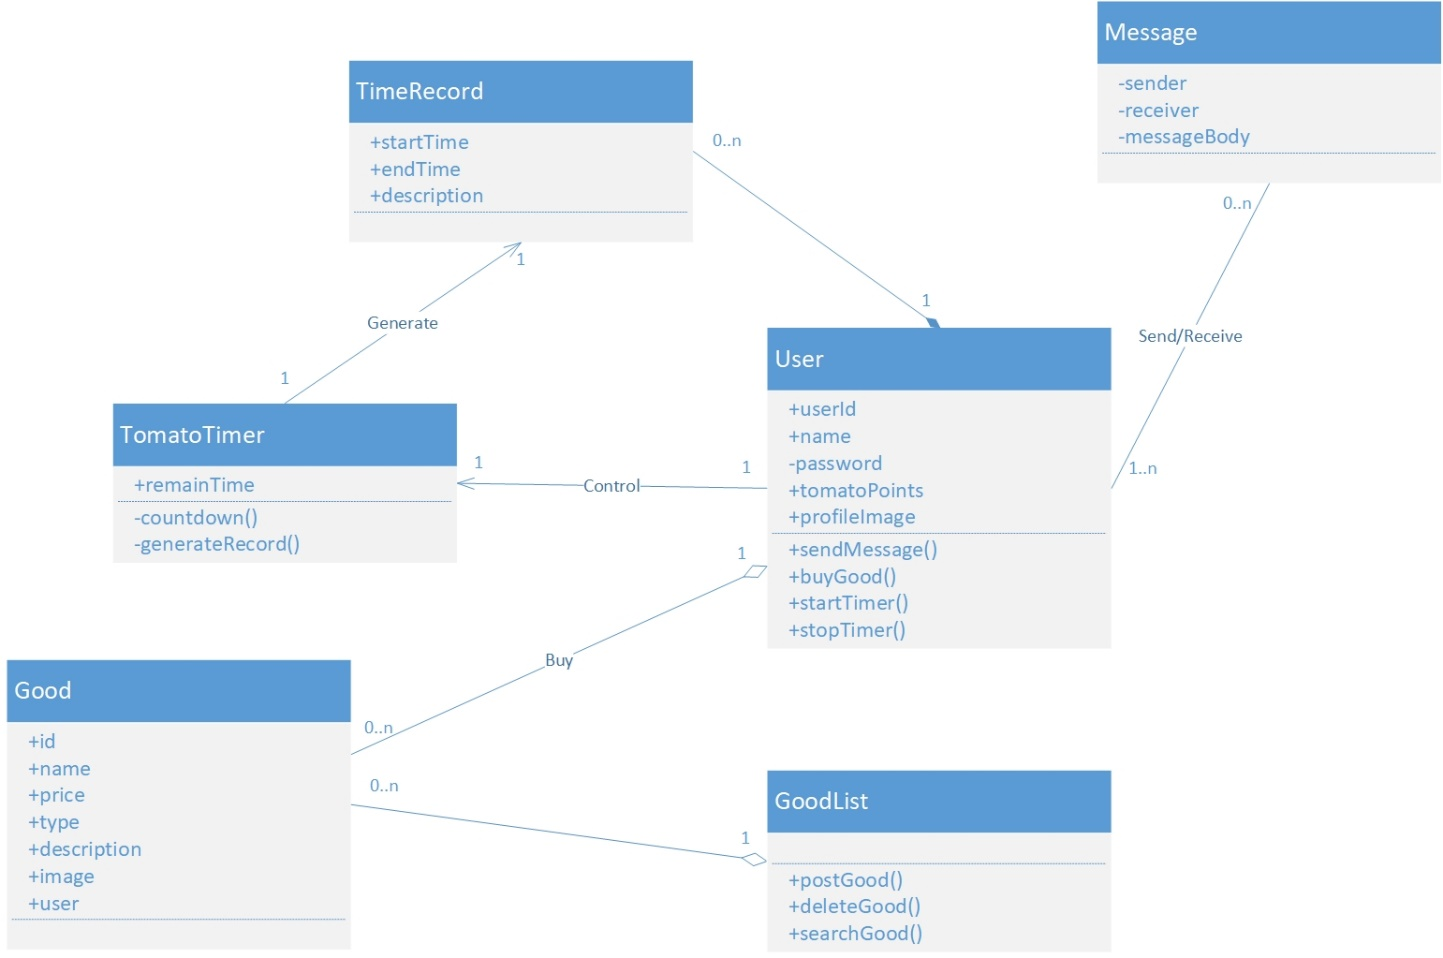 Message
-sender
-receiver
-messageBody
TimeRecord
+startTime
+endTime
+description
0..n
0..n
1
Generate
1
1
Send/Receive
User
+userId
+name
-password
+tomatoPoints
+profileImage
+sendMessage()
+buyGood()
+startTimer()
+stopTimer()
1..n
TomatoTimer
+remainTime
-countdown()
-generateRecord()
1
Control
1
1
Buy
0..n
Good
+id
+name
+price
+type
+description
+image
+user
0..n
1
GoodList
+postGood()
+deleteGood()
+searchGood()